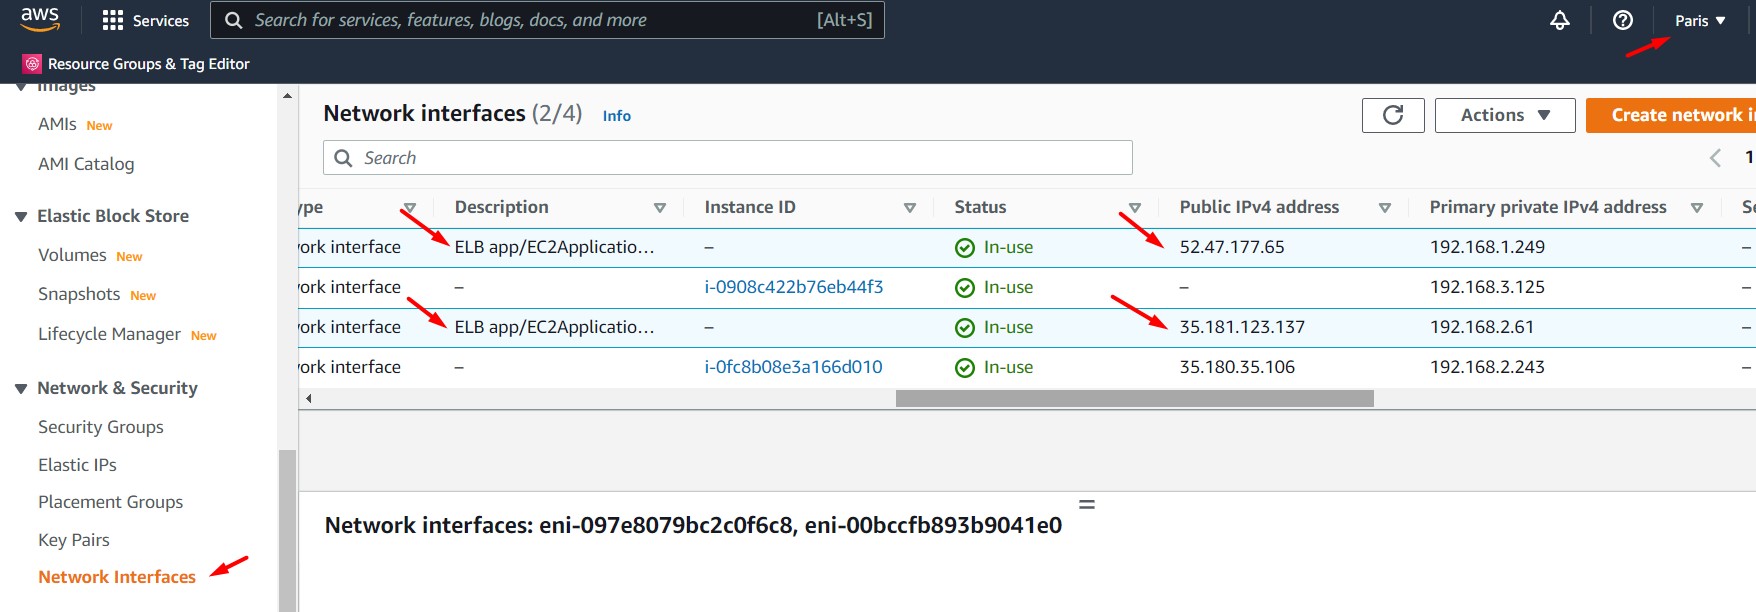 aws
Services
Search for services, features, blogs, docs, and more
[Alt+S]
Paris
Resource Groups & Tag Editor
Images
AMIs New
AMI Catalog
Elastic Block Store
Volumes New
Snapshots New
Lifecycle Manager New
Network & Security
Security Groups
Elastic IPs
Placement Groups
Key Pairs
Network Interfaces
Network interfaces (2/4) Info
Actions
Create network i
Search
1
ype Description Instance ID Status Public IPv4 address Primary private IPv4 address Se
vork interface ELB app/EC2Applicatio... – In-use 52.47.177.65 192.168.1.249 –
vork interface – i-0908c422b76eb44f3 In-use – 192.168.3.125 –
vork interface ELB app/EC2Applicatio... – In-use 35.181.123.137 192.168.2.61 –
vork interface – i-0fc8b08e3a166d010 In-use 35.180.35.106 192.168.2.243 –
Network interfaces: eni-097e8079bc2c0f6c8, eni-00bccfb893b9041e0